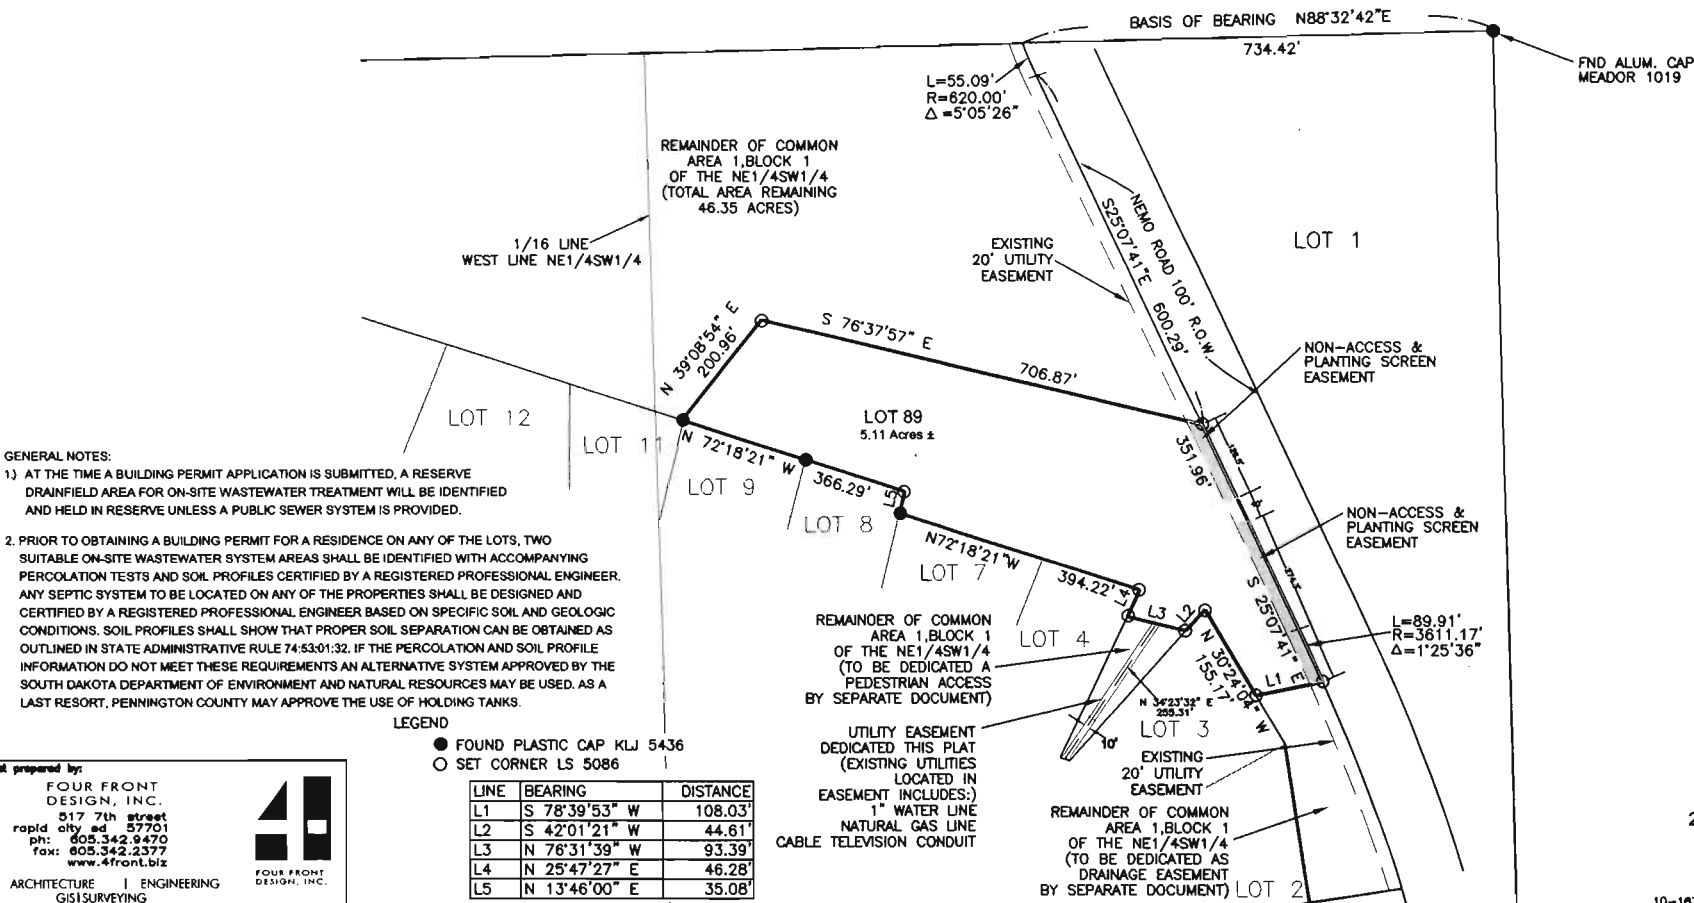 BASIS OF BEARING N88°32'42"E
734.42'
FND ALUM. CAP
MEADOR 1019
L=55.09'
R=620.00'
Δ =5°05'26"
REMAINDER OF COMMON
AREA 1,BLOCK 1
OF THE NE1/4SW1/4
(TOTAL AREA REMAINING
46.35 ACRES)
1/16 LINE
WEST LINE NE1/4SW1/4
EXISTING
20' UTILITY
EASEMENT
NEMO ROAD 100' R.O.W.
S25°07'41"E 600.29'
LOT 1
NON-ACCESS &
PLANTING SCREEN
EASEMENT
N 39°08'54" E
200.96'
S 76°37'57" E
706.87'
LOT 89
5.11 Acres ±
LOT 12
LOT 11
N 72°18'21" W
366.29'
LOT 9
LOT 8
L5
351.96'
NON-ACCESS &
PLANTING SCREEN
EASEMENT
N72°18'21"W
394.22'
LOT 7
L4
L3
L2
LOT 4
S 25°07'41" E
L=89.91'
R=3611.17'
Δ=1°25'36"
N 30°24'04" W
155.17'
L1
LOT 3
N 34°23'32" E
255.31'
10'
REMAINDER OF COMMON
AREA 1,BLOCK 1
OF THE NE1/4SW1/4
(TO BE DEDICATED A
PEDESTRIAN ACCESS
BY SEPARATE DOCUMENT)
UTILITY EASEMENT
DEDICATED THIS PLAT
(EXISTING UTILITIES
LOCATED IN
EASEMENT INCLUDES:)
1" WATER LINE
NATURAL GAS LINE
CABLE TELEVISION CONDUIT
EXISTING
20' UTILITY
EASEMENT
REMAINDER OF COMMON
AREA 1,BLOCK 1
OF THE NE1/4SW1/4
(TO BE DEDICATED AS
DRAINAGE EASEMENT
BY SEPARATE DOCUMENT)
LOT 2
GENERAL NOTES:
1.) AT THE TIME A BUILDING PERMIT APPLICATION IS SUBMITTED, A RESERVE
DRAINFIELD AREA FOR ON-SITE WASTEWATER TREATMENT WILL BE IDENTIFIED
AND HELD IN RESERVE UNLESS A PUBLIC SEWER SYSTEM IS PROVIDED.
2. PRIOR TO OBTAINING A BUILDING PERMIT FOR A RESIDENCE ON ANY OF THE LOTS, TWO
SUITABLE ON-SITE WASTEWATER SYSTEM AREAS SHALL BE IDENTIFIED WITH ACCOMPANYING
PERCOLATION TESTS AND SOIL PROFILES CERTIFIED BY A REGISTERED PROFESSIONAL ENGINEER.
ANY SEPTIC SYSTEM TO BE LOCATED ON ANY OF THE PROPERTIES SHALL BE DESIGNED AND
CERTIFIED BY A REGISTERED PROFESSIONAL ENGINEER BASED ON SPECIFIC SOIL AND GEOLOGIC
CONDITIONS. SOIL PROFILES SHALL SHOW THAT PROPER SOIL SEPARATION CAN BE OBTAINED AS
OUTLINED IN STATE ADMINISTRATIVE RULE 74:53:01:32. IF THE PERCOLATION AND SOIL PROFILE
INFORMATION DO NOT MEET THESE REQUIREMENTS AN ALTERNATIVE SYSTEM APPROVED BY THE
SOUTH DAKOTA DEPARTMENT OF ENVIRONMENT AND NATURAL RESOURCES MAY BE USED. AS A
LAST RESORT, PENNINGTON COUNTY MAY APPROVE THE USE OF HOLDING TANKS.
LEGEND
FOUND PLASTIC CAP KLJ 5436
SET CORNER LS 5086
LINE BEARING DISTANCE
L1 S 78°39'53" W 108.03'
L2 S 42°01'21" W 44.61'
L3 N 76°31'39" W 93.39'
L4 N 25°47'27" E 46.28'
L5 N 13°46'00" E 35.08'
prepared by:
FOUR FRONT
DESIGN, INC.
517 7th street
rapid city sd 57701
ph: 605.342.9470
fax: 605.342.2377
www.4front.biz
ARCHITECTURE | ENGINEERING
GIS|SURVEYING
FOUR FRONT
DESIGN, INC.